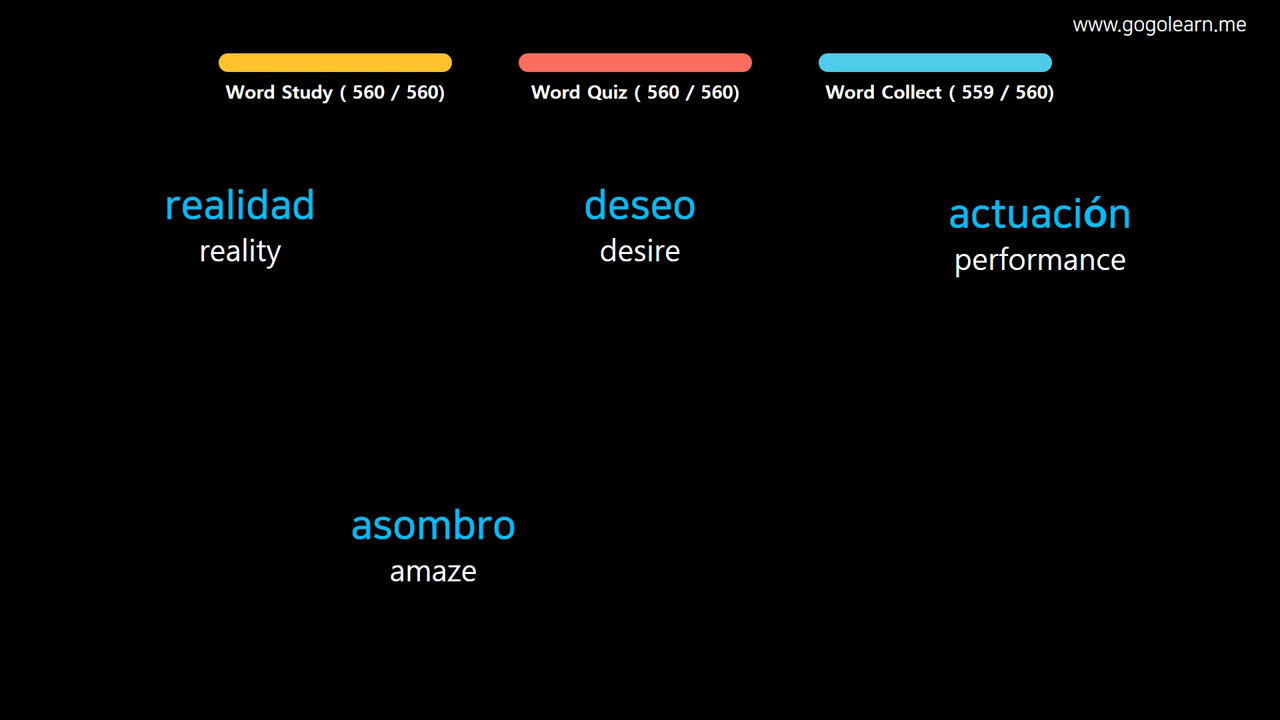 www.gogolearn.me
Word Study ( 560 / 560)
Word Quiz ( 560 / 560)
Word Collect ( 559 / 560)
realidad
reality
deseo
desire
actuación
performance
asombro
amaze